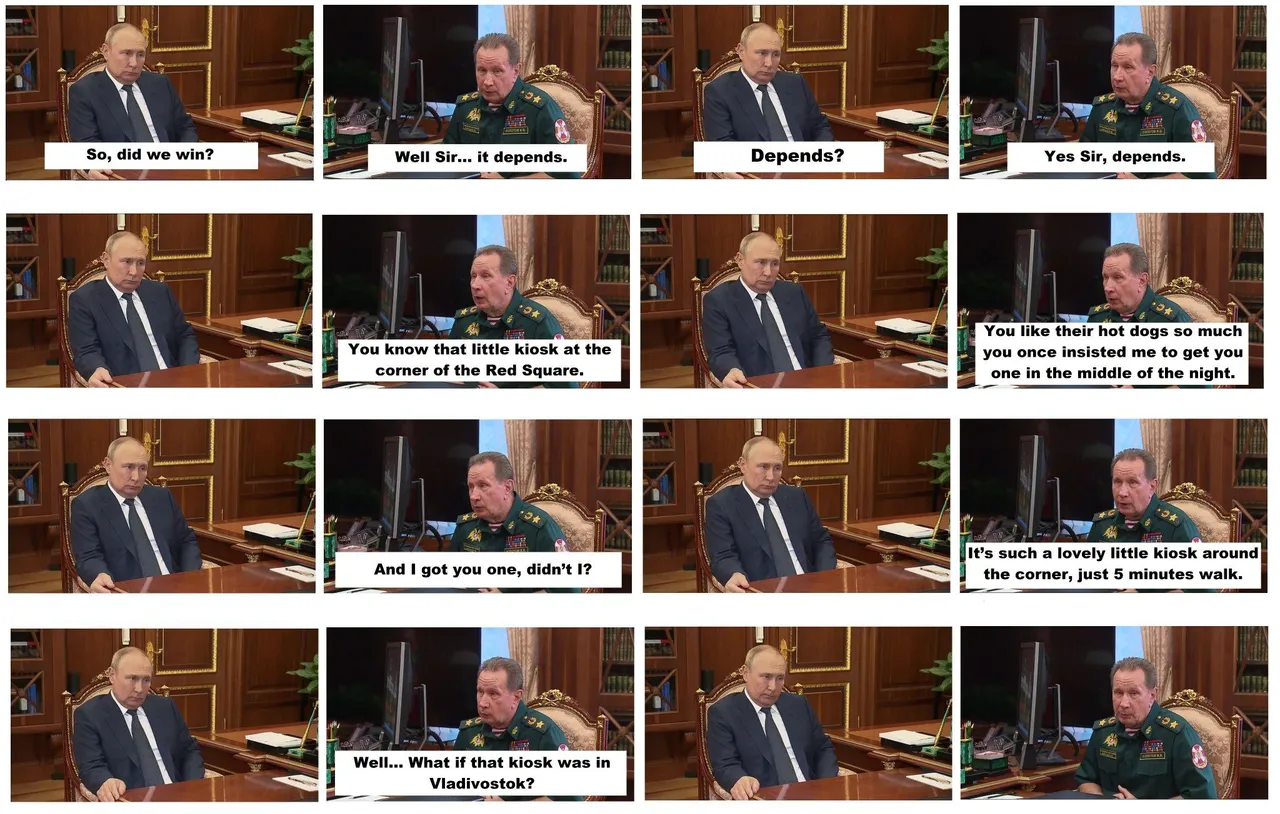 So, did we win?
Well Sir... it depends.
Depends?
Yes Sir, depends.
You know that little kiosk at the
corner of the Red Square.
You like their hot dogs so much
you once insisted me to get you
one in the middle of the night.
And I got you one, didn't I?
It's such a lovely little kiosk around
the corner, just 5 minutes walk.
Well... What if that kiosk was in
Vladivostok?